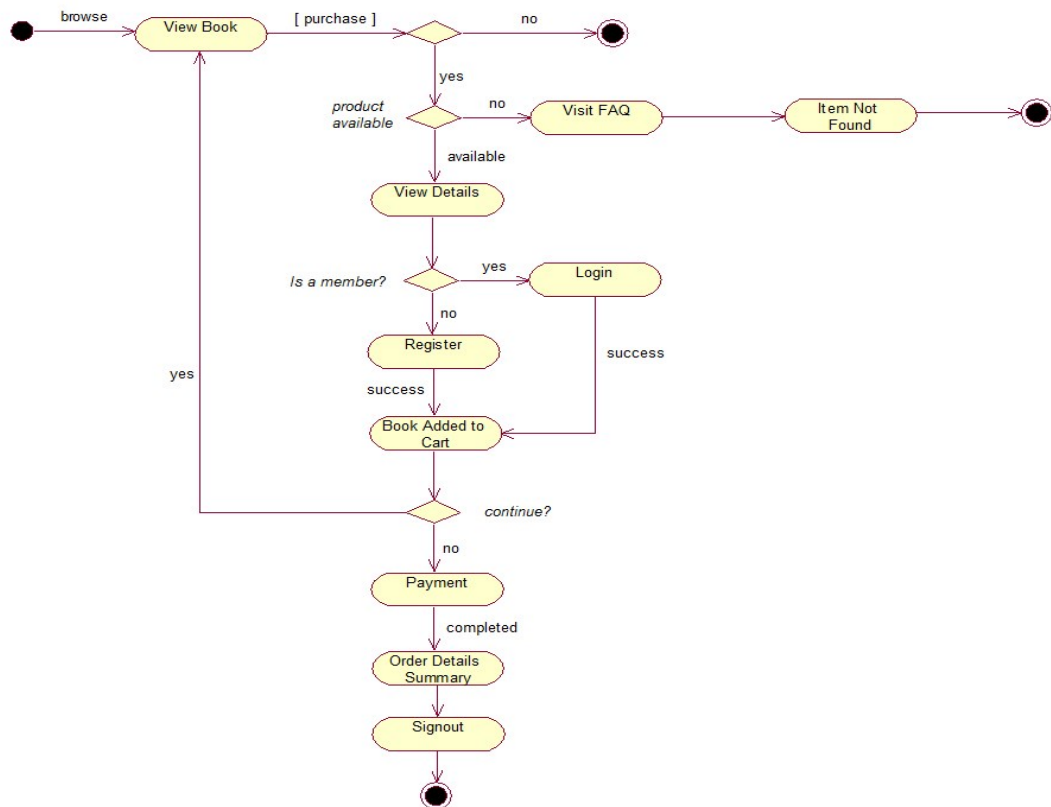 browse
View Book
[ purchase ]
no
yes
product
available
no
Visit FAQ
Item Not
Found
available
View Details
Is a member?
yes
Login
no
Register
success
success
yes
Book Added to
Cart
continue?
no
Payment
completed
Order Details
Summary
Signout